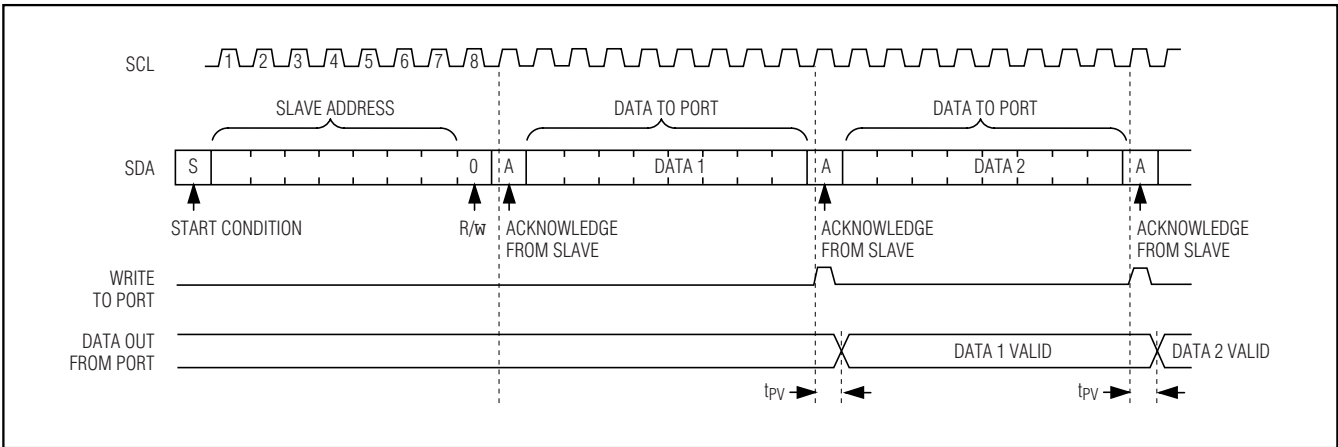 SCL
1 2 3 4 5 6 7 8
SLAVE ADDRESS DATA TO PORT DATA TO PORT
SDA S 0 A DATA 1 A DATA 2 A
START CONDITION R/W ACKNOWLEDGE FROM SLAVE ACKNOWLEDGE FROM SLAVE ACKNOWLEDGE FROM SLAVE
WRITE
TO PORT
DATA OUT
FROM PORT
DATA 1 VALID DATA 2 VALID
tPV tPV